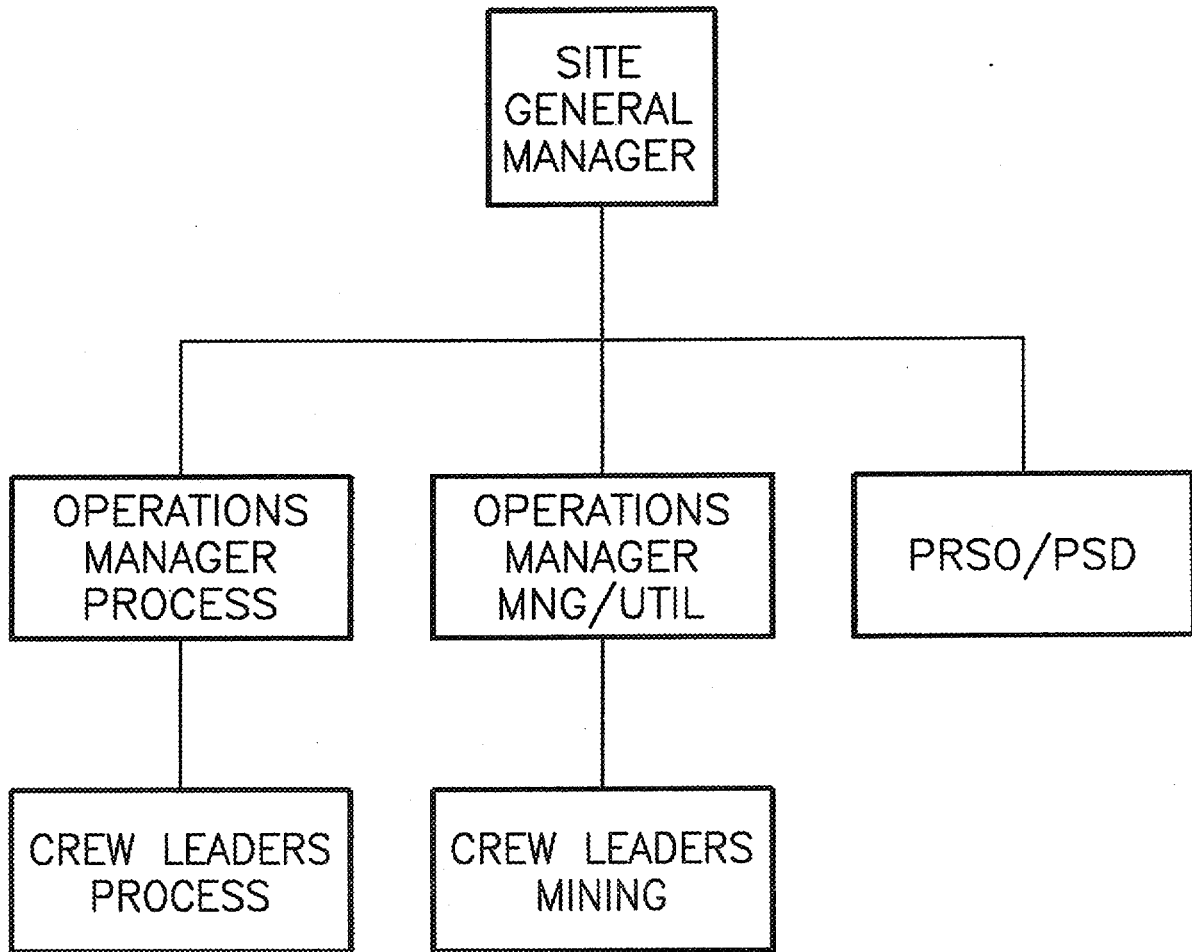 SITE
GENERAL
MANAGER
OPERATIONS
MANAGER
PROCESS
OPERATIONS
MANAGER
MNG/UTIL
PRSO/PSD
CREW LEADERS
PROCESS
CREW LEADERS
MINING